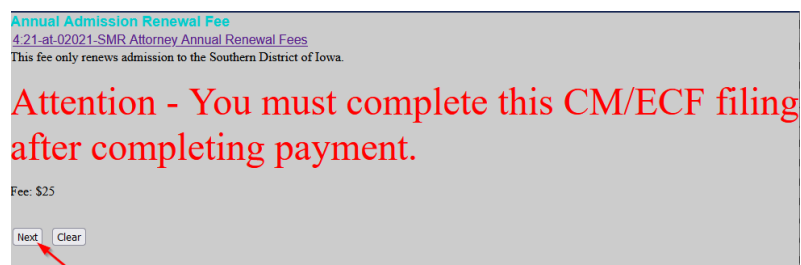 Annual Admission Renewal Fee
4:21-at-02021-SMR Attorney Annual Renewal Fees
This fee only renews admission to the Southern District of Iowa.
Attention - You must complete this CM/ECF filing
after completing payment.
Fee: $25
Next Clear